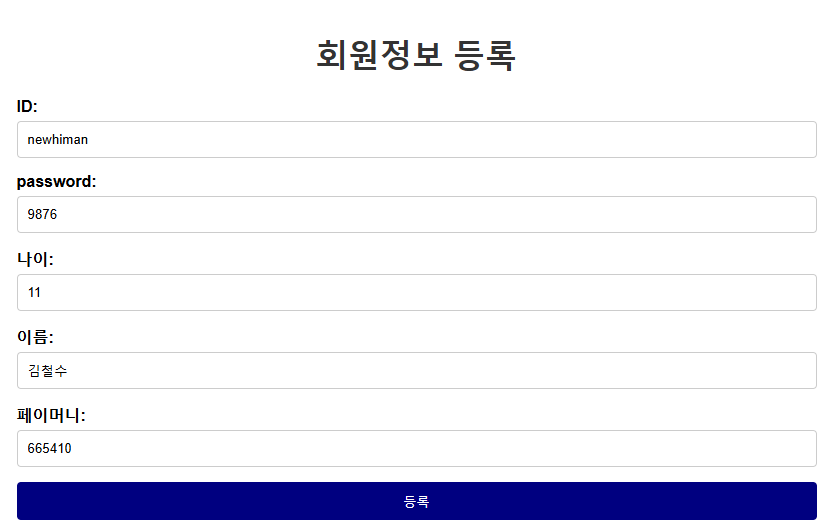 회원정보 등록
ID:
newhiman
password:
9876
나이:
11
이름:
김철수
페이머니:
665410
등록